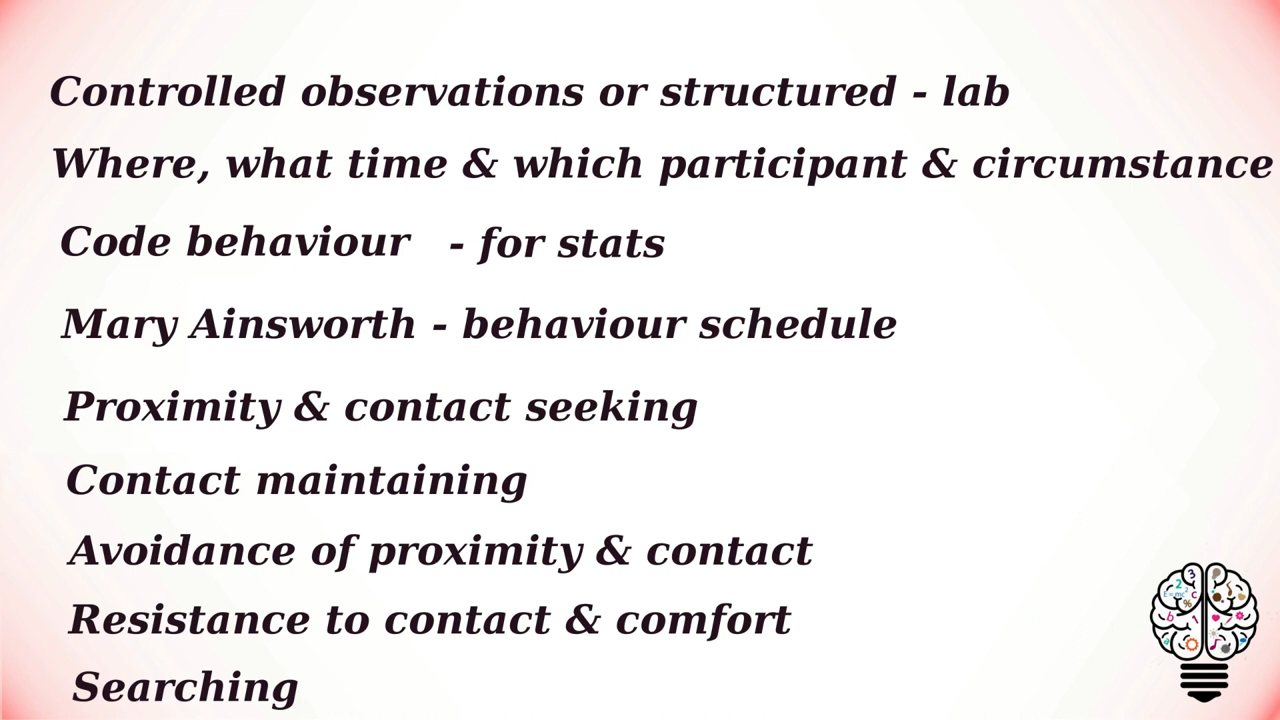 Controlled observations or structured - lab
Where, what time & which participant & circumstance
Code behaviour - for stats
Mary Ainsworth - behaviour schedule
Proximity & contact seeking
Contact maintaining
Avoidance of proximity & contact
Resistance to contact & comfort
Searching